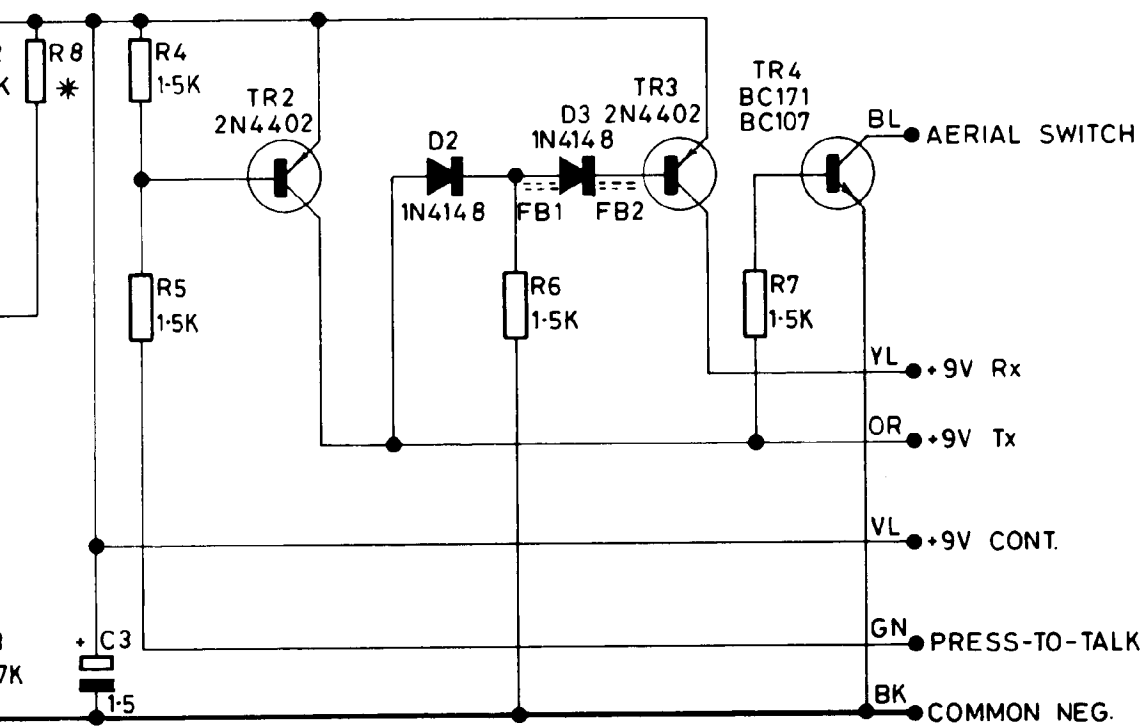 R8
K
*
R4
1·5K
TR2
2N4402
D2
1N4148
D3
1N4148
FB1
FB2
TR3
2N4402
TR4
BC171
BC107
BL
AERIAL SWITCH
R5
1·5K
R6
1·5K
R7
1·5K
YL
+9V Rx
OR
+9V Tx
VL
+9V CONT.
GN
PRESS-TO-TALK
7K
+ C3
1·5
BK
COMMON NEG.